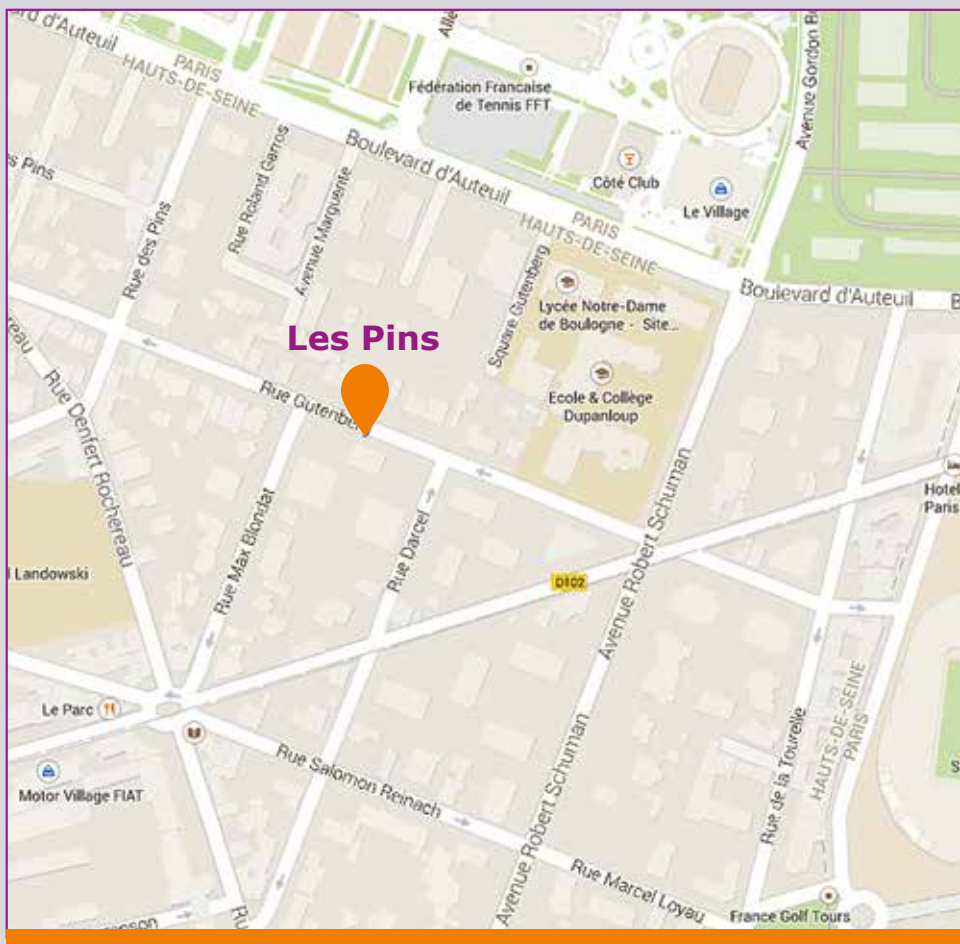 Boulevard d'Auteuil
PARIS
HAUTS-DE-SEINE
Fédération Francaise
de Tennis FFT
Avenue Gordon
Boulevard d'Auteuil
Côté Club
Le Village
PARIS
HAUTS-DE-SEINE
Pins
Rue des Pins
Rue Roland Garros
Avenue Marguerite
Square Gutenberg
Lycée Notre-Dame
de Boulogne - Site...
Boulevard d'Auteuil
Les Pins
Ecole & Collège
Dupanloup
Rue Gutenberg
Rue Denfert Rochereau
Rue Max Blondat
Rue Darcel
Avenue Robert Schuman
Hotel
Paris
Landowski
D102
Le Parc
Motor Village FIAT
Rue Salomon Reinach
Avenue Robert Schuman
Rue de la Tourelle
HAUTS-DE-SEINE
PARIS
Rue Marcel Loyau
France Golf Tours